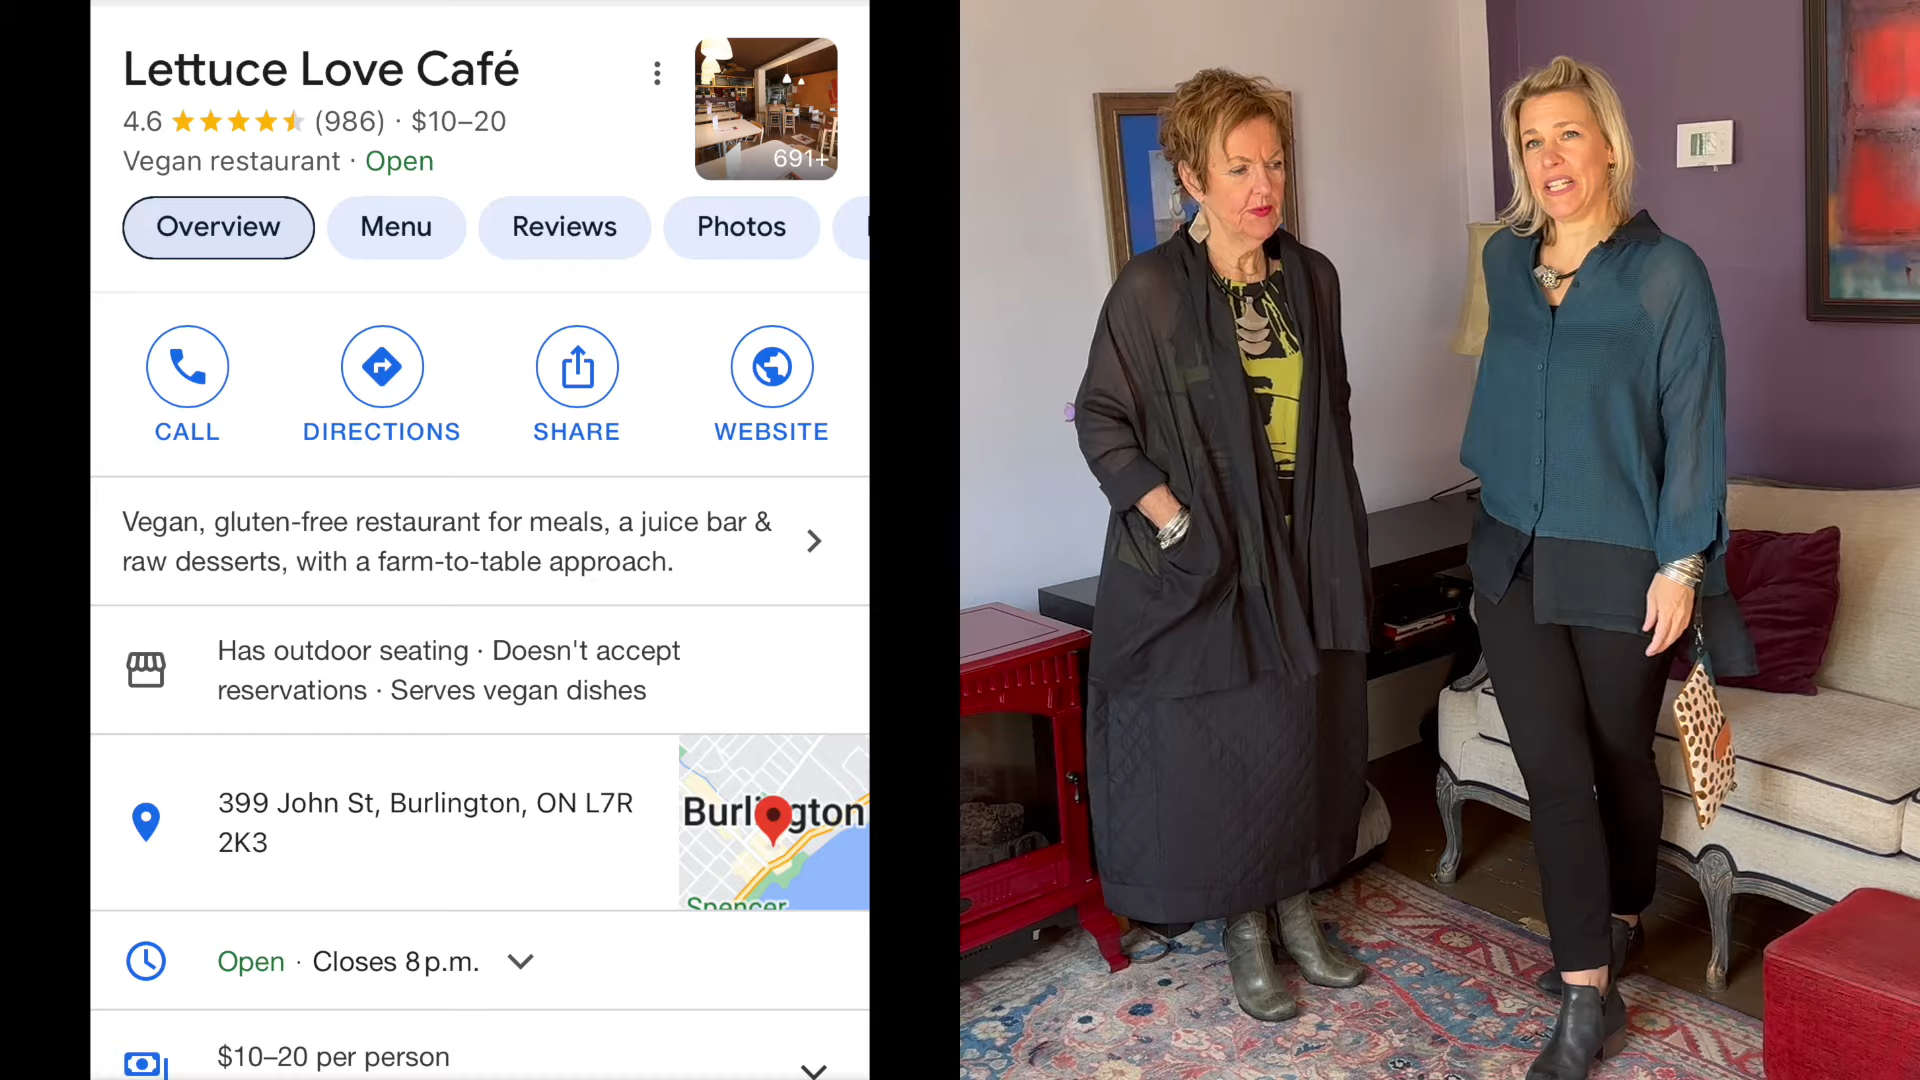 Lettuce Love Café
4.6 (986) · $10–20
691+
Vegan restaurant · Open
Overview
Menu
Reviews
Photos
CALL
DIRECTIONS
SHARE
WEBSITE
Vegan, gluten-free restaurant for meals, a juice bar &
raw desserts, with a farm-to-table approach.
Has outdoor seating · Doesn't accept
reservations · Serves vegan dishes
399 John St, Burlington, ON L7R
2K3
Burlington
Spencer
Open · Closes 8 p.m.
$10–20 per person